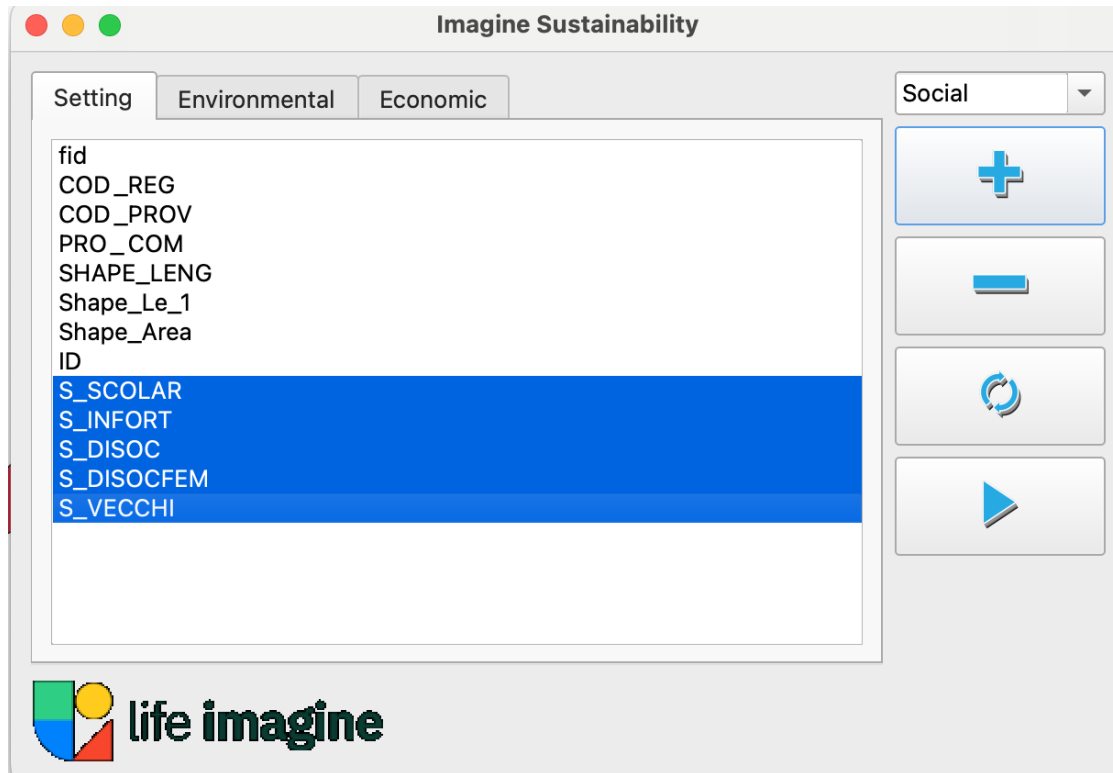 Imagine Sustainability
Setting Environmental Economic
Social
fid
COD_REG
COD_PROV
PRO_COM
SHAPE_LENG
Shape_Le_1
Shape_Area
ID
S_SCOLAR
S_INFORT
S_DISOC
S_DISOCFEM
S_VECCHI
life imagine